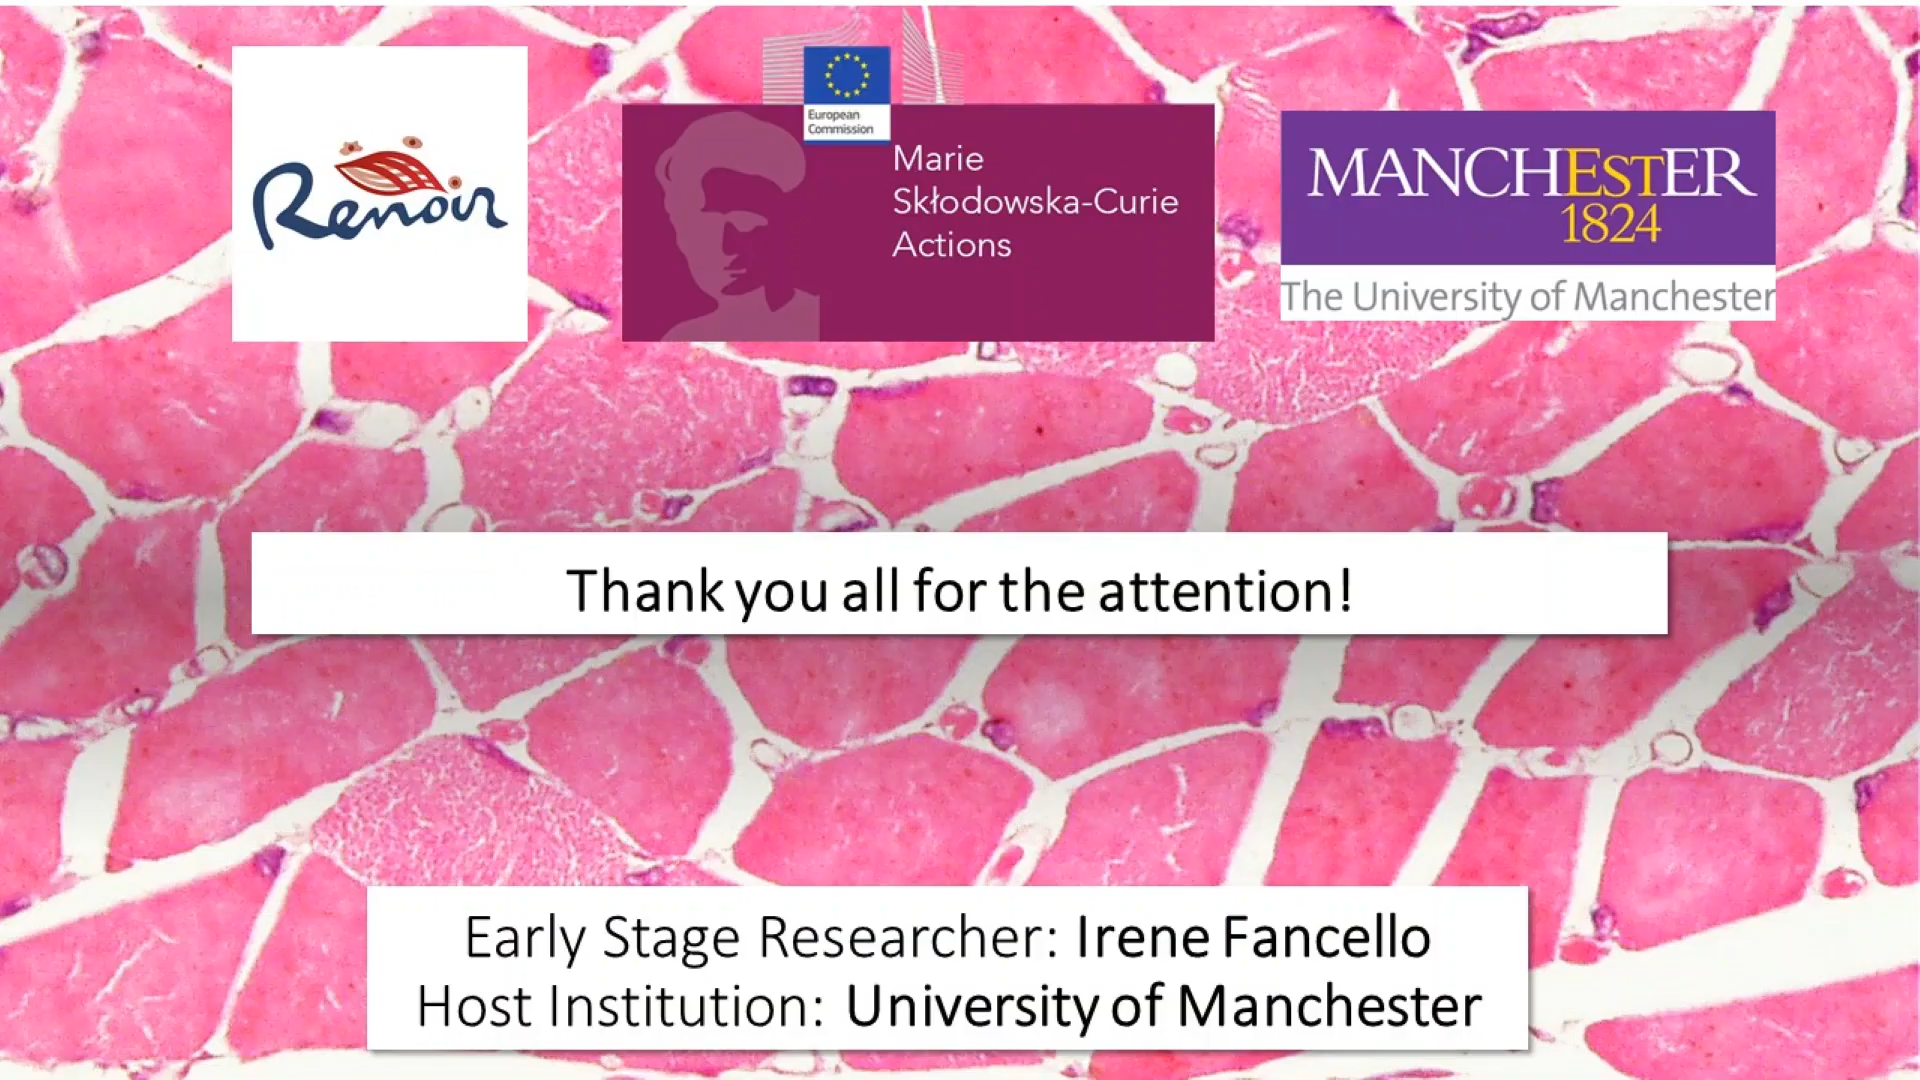 Renoir
European
Commission
Marie
Skłodowska-Curie
Actions
MANCHESTER
1824
The University of Manchester
Thank you all for the attention!
Early Stage Researcher: Irene Fancello
Host Institution: University of Manchester